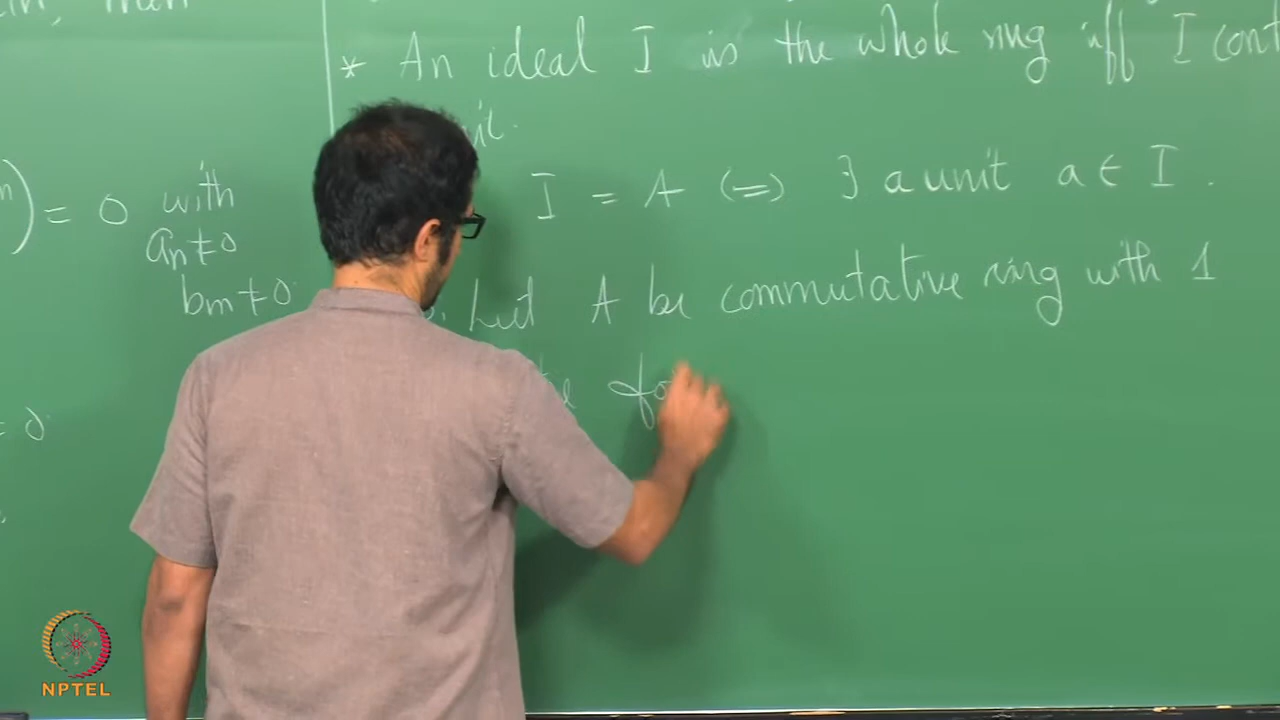 = 0 with
an ≠ 0
bm ≠ 0
= 0
* An ideal I is the whole ring iff I
I = A (=) ∃ a unit a ∈ I .
Let A be commutative ring with 1
NPTEL